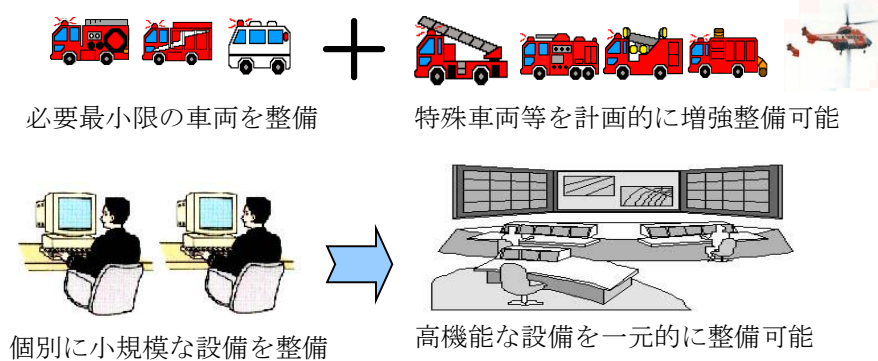 必要最小限の車両を整備
特殊車両等を計画的に増強整備可能
個別に小規模な設備を整備
高機能な設備を一元的に整備可能